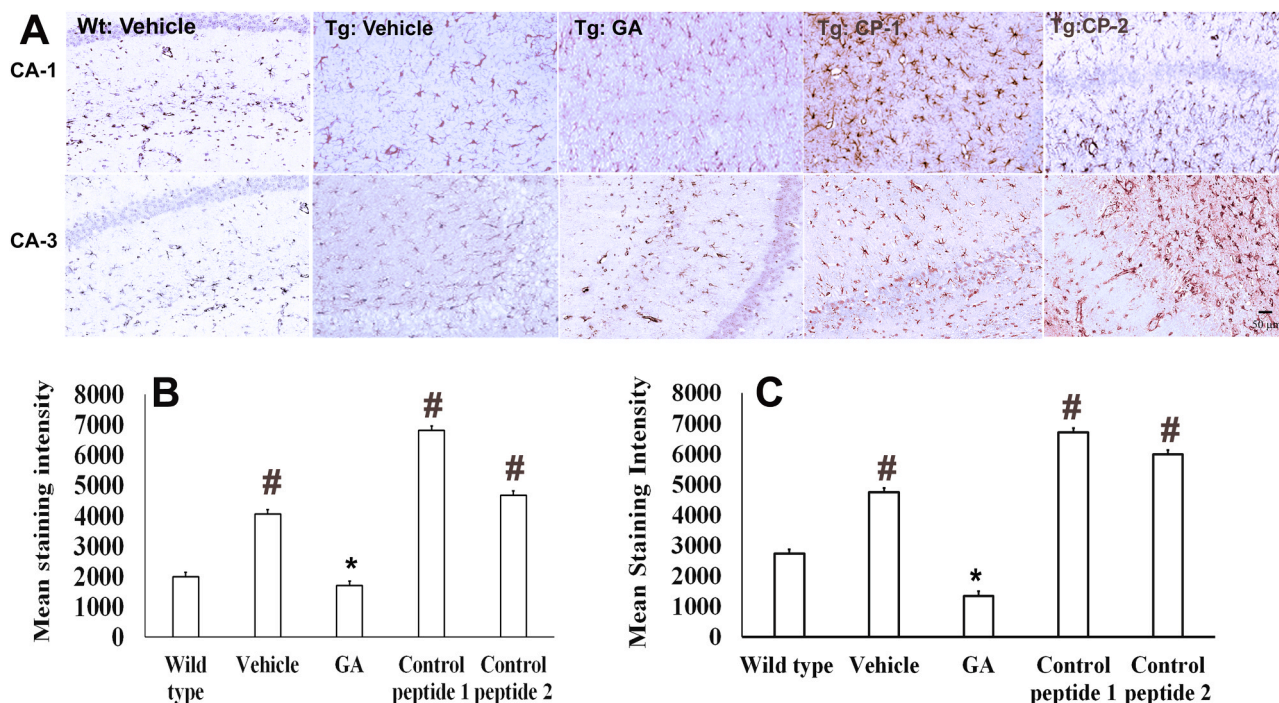 A
Wt: Vehicle
Tg: Vehicle
Tg: GA
Tg: CP-1
Tg:CP-2
CA-1
CA-3
50 µm
B
Mean staining intensity
8000
7000
6000
5000
4000
3000
2000
1000
0
#
*
#
#
Wild
type
Vehicle
GA
Control
peptide 1
Control
peptide 2
C
Mean Staining Intensity
8000
7000
6000
5000
4000
3000
2000
1000
0
#
*
#
#
Wild type
Vehicle
GA
Control
peptide 1
Control
peptide 2